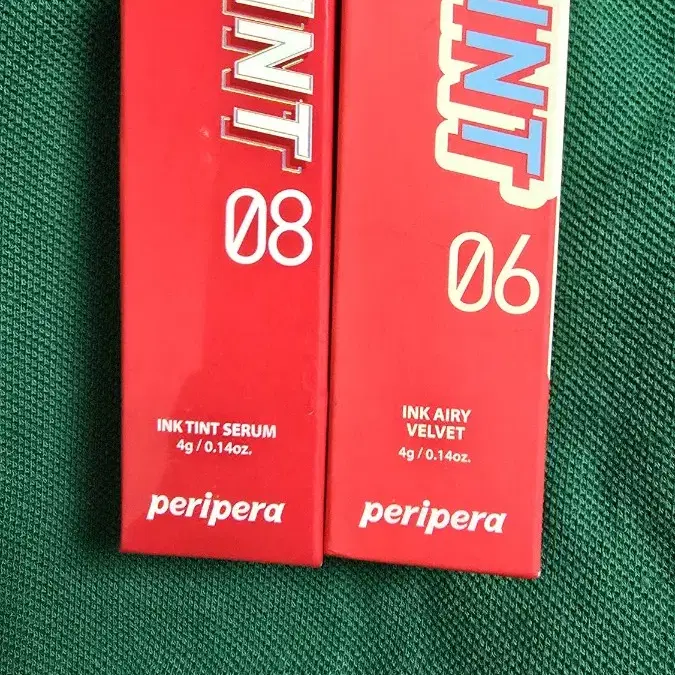 INT
08
INK TINT SERUM
4g / 0.14oz.
peripera
INT
06
INK AIRY
VELVET
4g / 0.14oz.
peripera